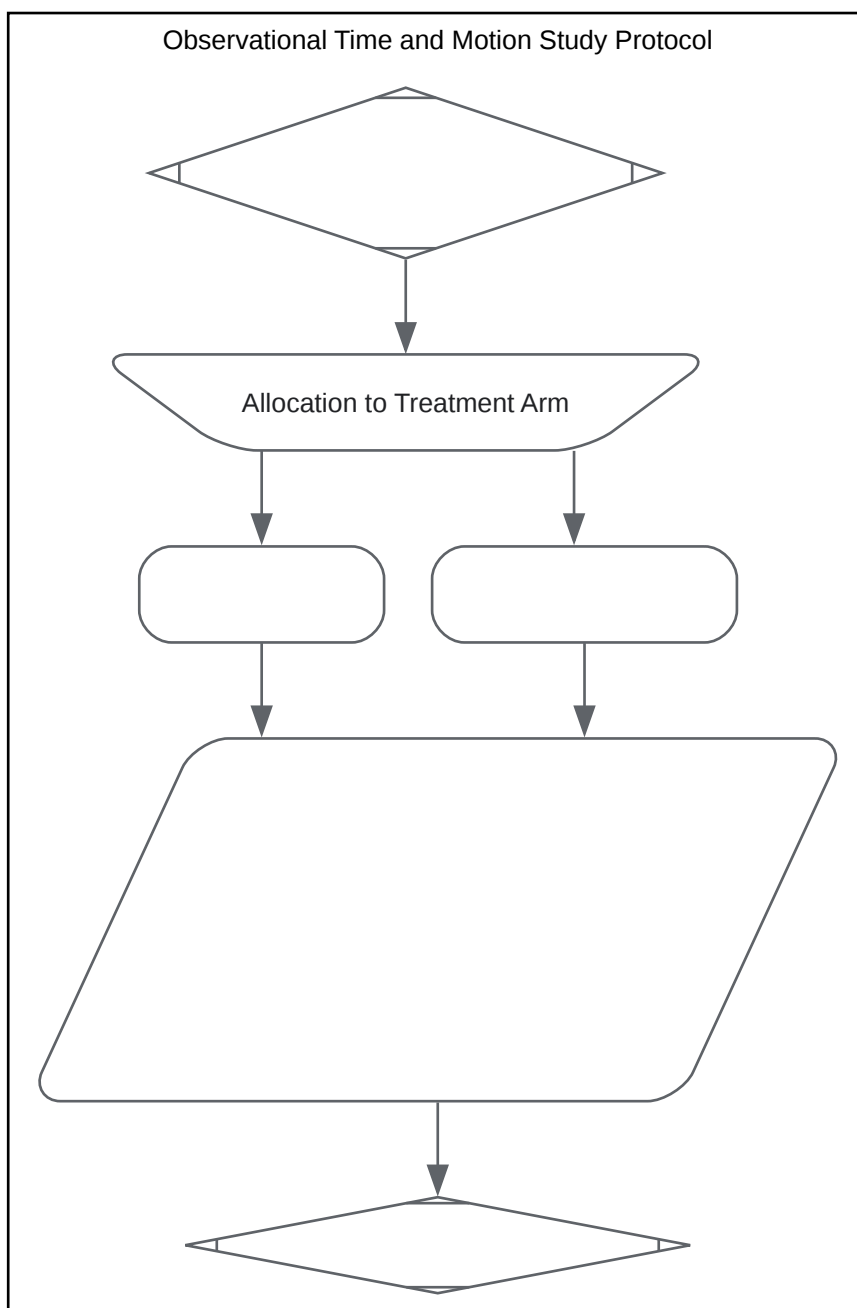 Observational Time and Motion Study Protocol
Allocation to Treatment Arm